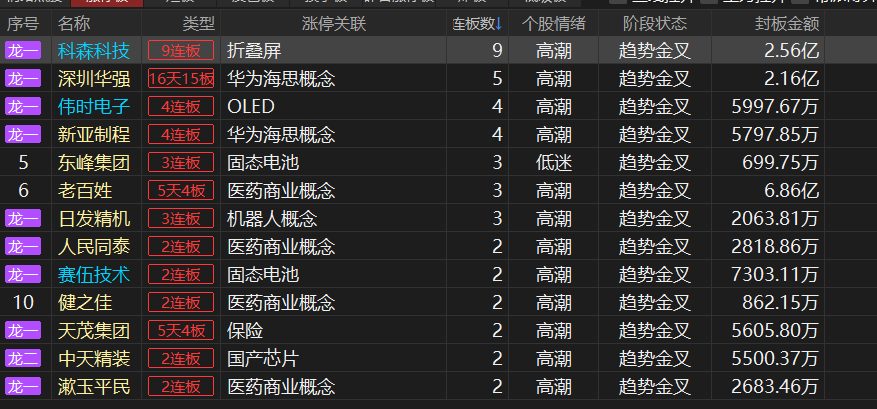 序号 名称 类型 涨停关联 连板数↓ 个股情绪 阶段状态 封板金额
龙一 科森科技 9连板 折叠屏 9 高潮 趋势金叉 2.56亿
龙一 深圳华强 16天15板 华为海思概念 5 高潮 趋势金叉 2.16亿
龙一 伟时电子 4连板 OLED 4 高潮 趋势金叉 5997.67万
龙一 新亚制程 4连板 华为海思概念 4 高潮 趋势金叉 5797.85万
5 东峰集团 3连板 固态电池 3 低迷 趋势金叉 699.75万
6 老百姓 5天4板 医药商业概念 3 高潮 趋势金叉 6.86亿
龙一 日发精机 3连板 机器人概念 3 高潮 趋势金叉 2063.81万
龙一 人民同泰 2连板 医药商业概念 2 高潮 趋势金叉 2818.86万
龙一 赛伍技术 2连板 固态电池 2 高潮 趋势金叉 7303.11万
10 健之佳 2连板 医药商业概念 2 高潮 趋势金叉 862.15万
龙一 天茂集团 5天4板 保险 2 高潮 趋势金叉 5605.80万
龙二 中天精装 2连板 国产芯片 2 高潮 趋势金叉 5500.37万
龙一 漱玉平民 2连板 医药商业概念 2 高潮 趋势金叉 2683.46万